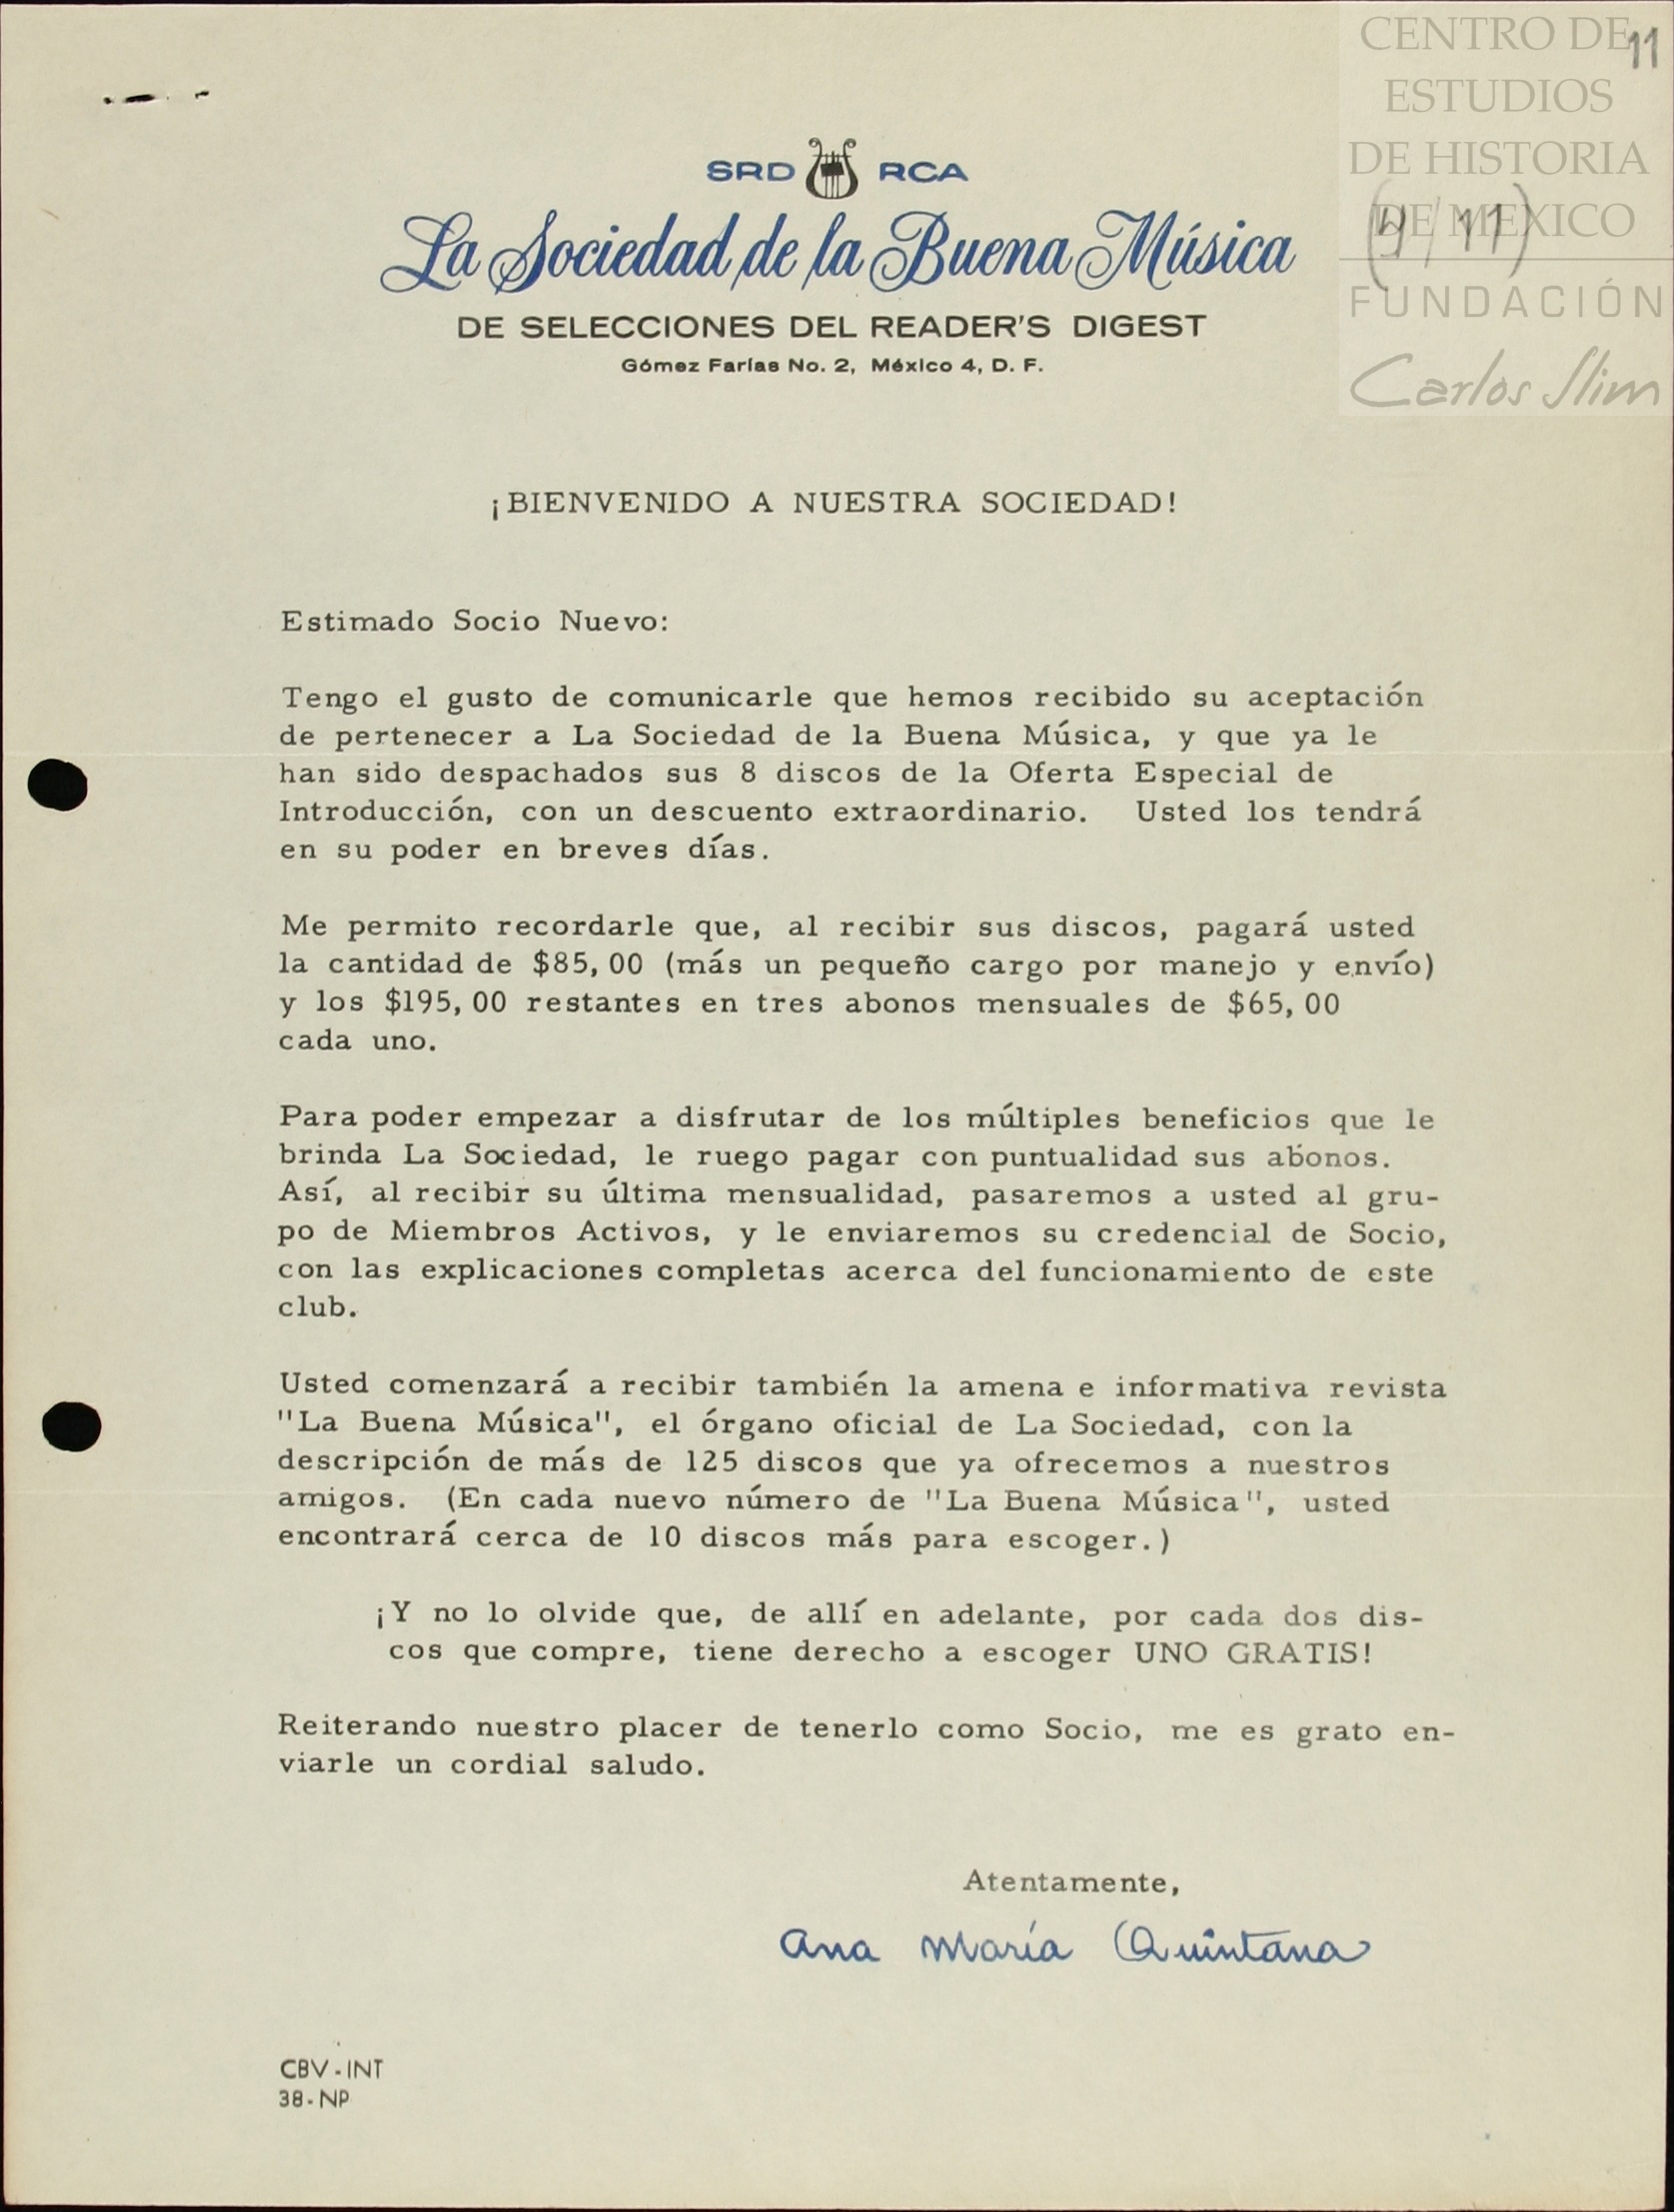 CENTRO DE
11
ESTUDIOS
DE HISTORIA
DE MEXICO
(4/11)
FUNDACIÓN
Carlos Slim
SRD RCA
La Sociedad de la Buena Música
DE SELECCIONES DEL READER'S DIGEST
Gómez Farías No. 2, México 4, D. F.
¡BIENVENIDO A NUESTRA SOCIEDAD!
Estimado Socio Nuevo:
Tengo el gusto de comunicarle que hemos recibido su aceptación
de pertenecer a La Sociedad de la Buena Música, y que ya le
han sido despachados sus 8 discos de la Oferta Especial de
Introducción, con un descuento extraordinario. Usted los tendrá
en su poder en breves días.
Me permito recordarle que, al recibir sus discos, pagará usted
la cantidad de $85,00 (más un pequeño cargo por manejo y envío)
y los $195,00 restantes en tres abonos mensuales de $65,00
cada uno.
Para poder empezar a disfrutar de los múltiples beneficios que le
brinda La Sociedad, le ruego pagar con puntualidad sus abonos.
Así, al recibir su última mensualidad, pasaremos a usted al gru-
po de Miembros Activos, y le enviaremos su credencial de Socio,
con las explicaciones completas acerca del funcionamiento de este
club.
Usted comenzará a recibir también la amena e informativa revista
"La Buena Música", el órgano oficial de La Sociedad, con la
descripción de más de 125 discos que ya ofrecemos a nuestros
amigos. (En cada nuevo número de "La Buena Música", usted
encontrará cerca de 10 discos más para escoger.)
¡Y no lo olvide que, de allí en adelante, por cada dos dis-
cos que compre, tiene derecho a escoger UNO GRATIS!
Reiterando nuestro placer de tenerlo como Socio, me es grato en-
viarle un cordial saludo.
Atentamente,
Ana María Quintana
CBV-INT
38-NP